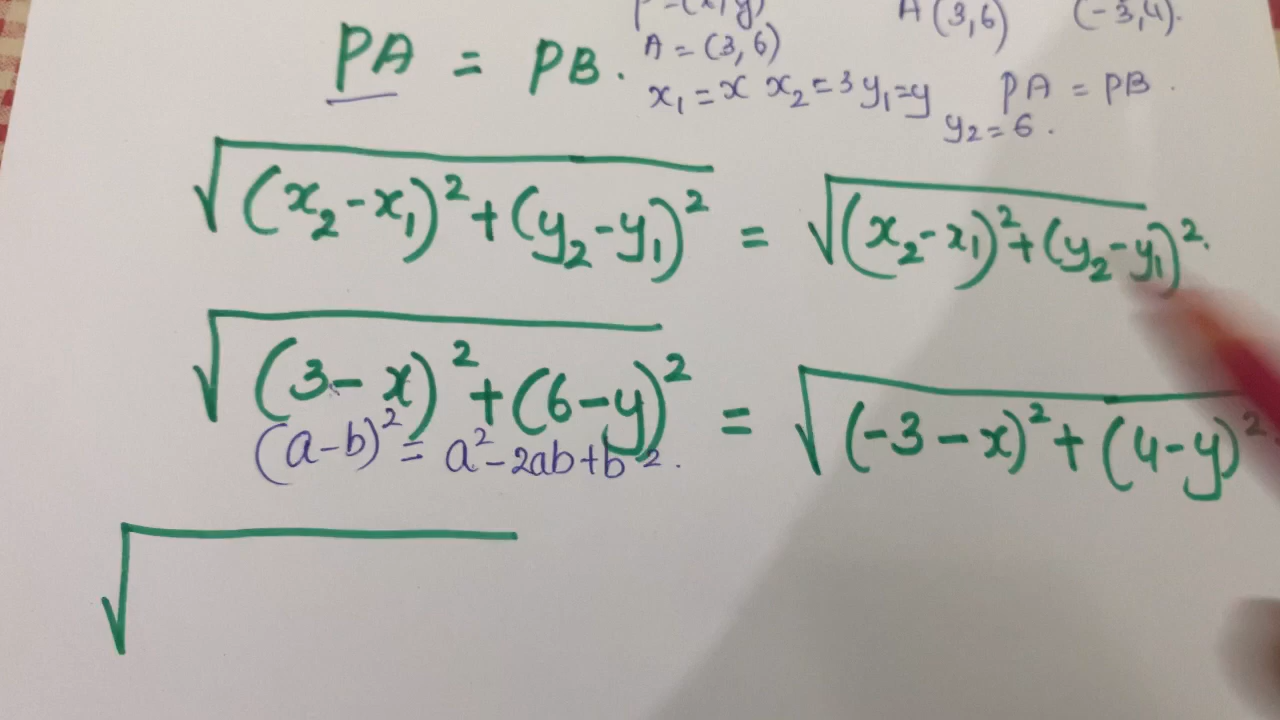 P=(x,y) A(3,6) (-3,4).
A=(3,6)
PA = PB.
x₁=x x₂=3 y₁=y PA = PB.
y₂=6.
√(x₂-x₁)²+(y₂-y₁)² = √(x₂-x₁)²+(y₂-y₁)².
√(3-x)²+(6-y)² = √(-3-x)²+(4-y)²
(a-b)²= a²-2ab+b².
√